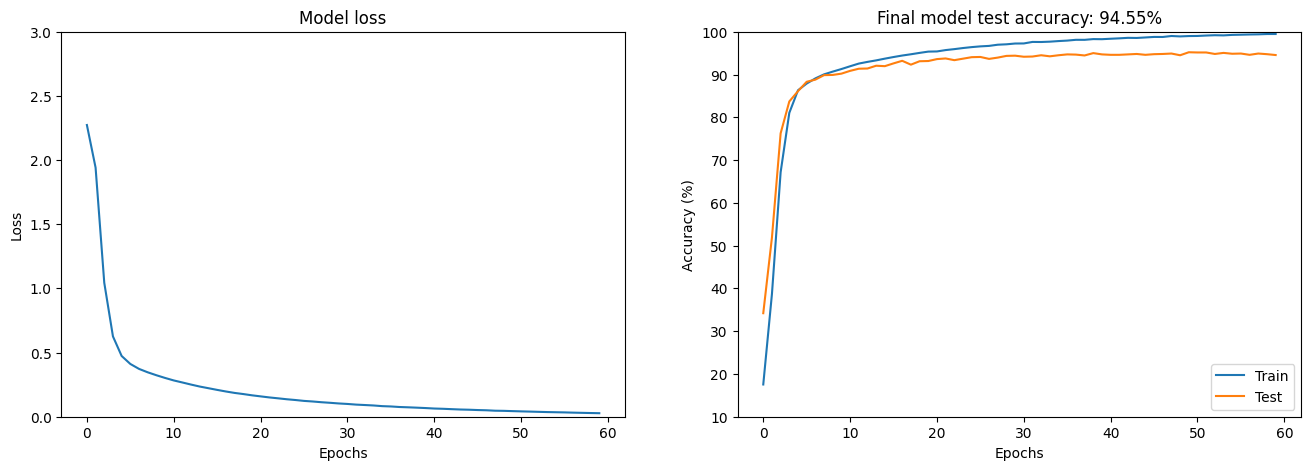 Model loss
3.0
2.5
2.0
1.5
1.0
0.5
0.0
Loss
0 10 20 30 40 50 60
Epochs
Final model test accuracy: 94.55%
100
90
80
70
60
50
40
30
20
10
Accuracy (%)
Train
Test
0 10 20 30 40 50 60
Epochs